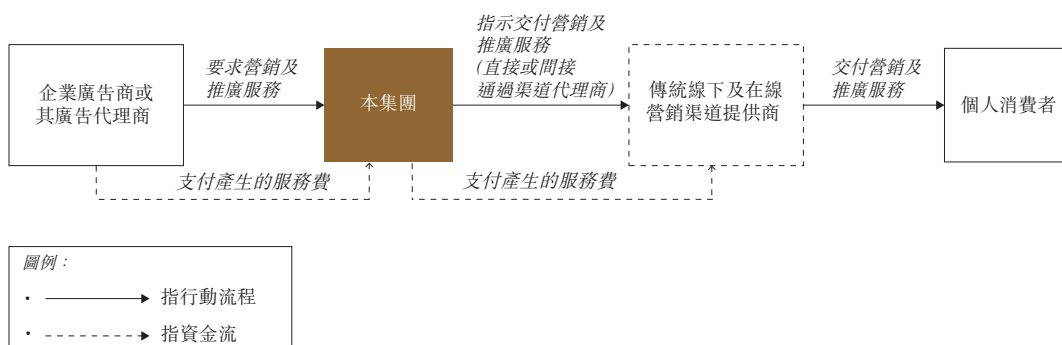 企業廣告商或
其廣告代理商
要求營銷及
推廣服務
本集團
指示交付營銷及
推廣服務
(直接或間接
通過渠道代理商)
傳統線下及在線
營銷渠道提供商
交付營銷及
推廣服務
個人消費者
支付產生的服務費
支付產生的服務費
圖例：
• 指行動流程
• 指資金流